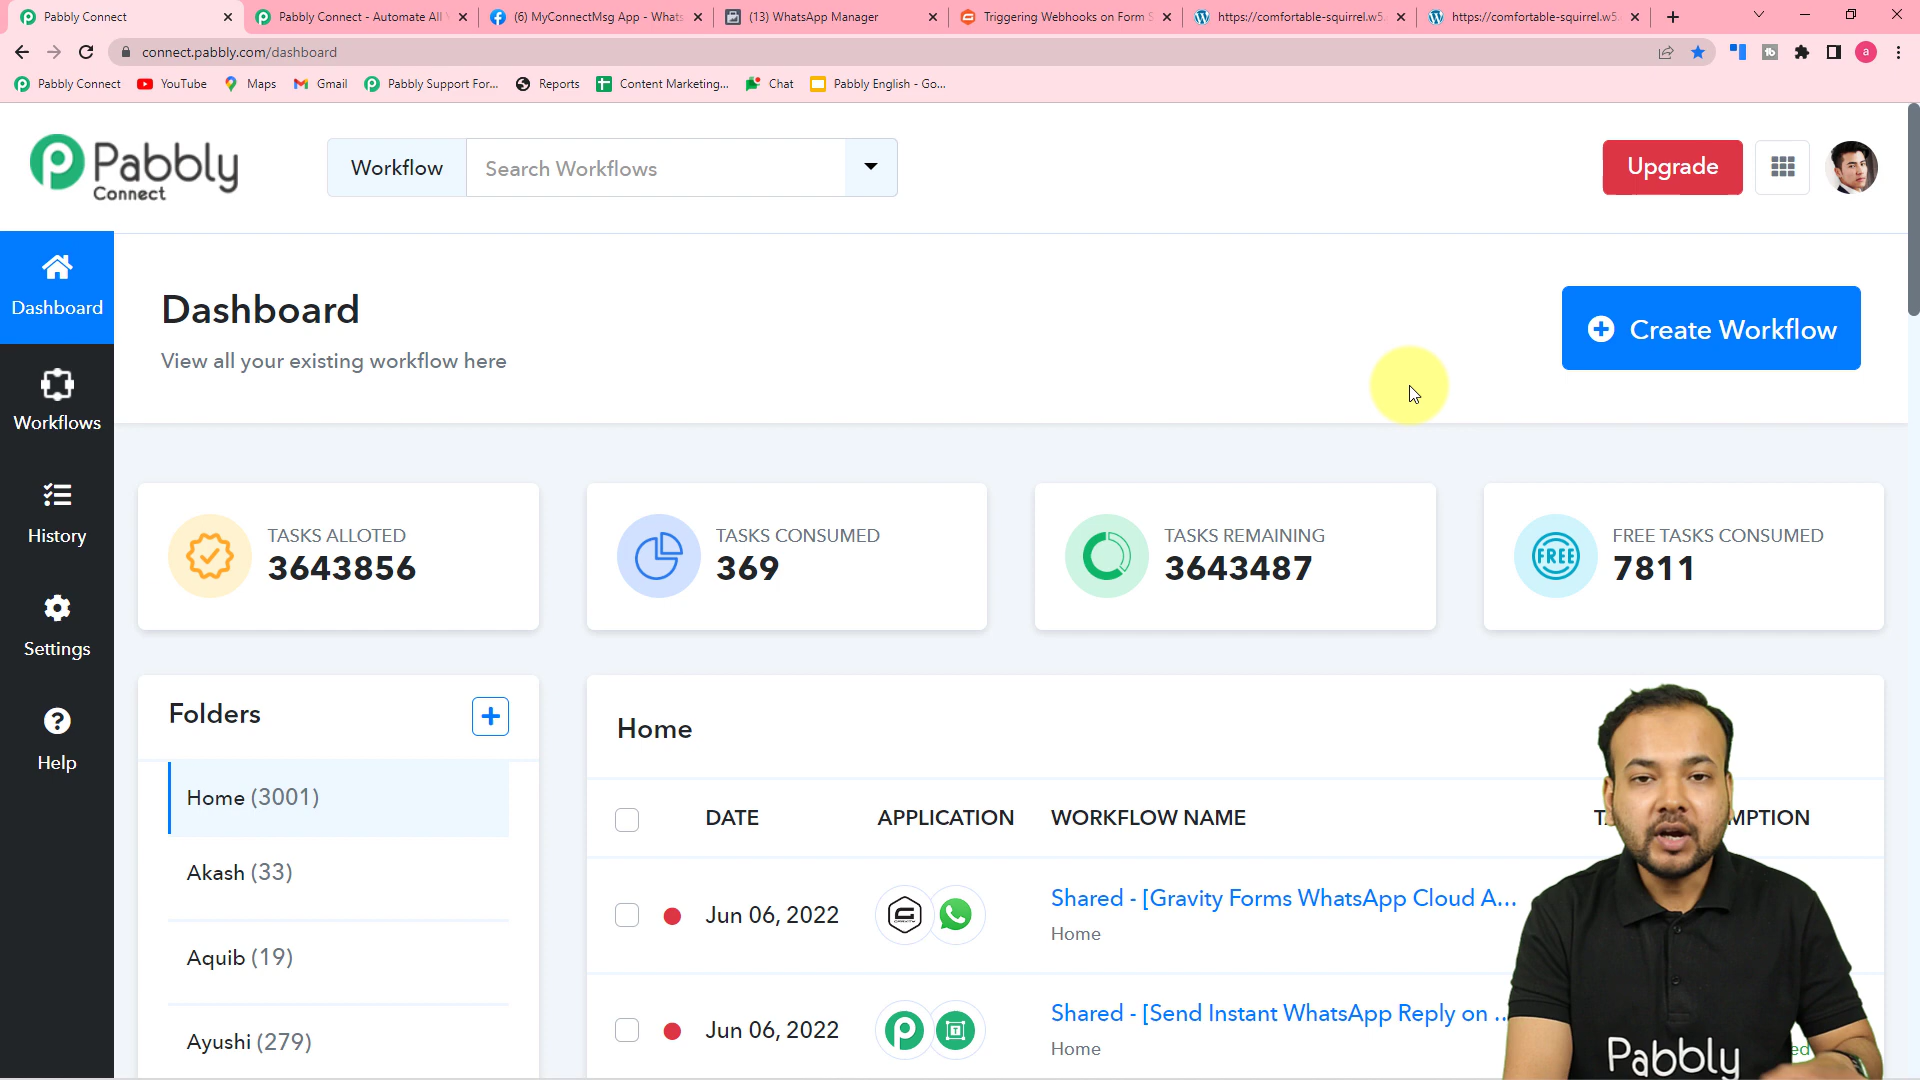 Pabbly Connect
Pabbly Connect - Automate All
(6) MyConnectMsg App - Whats
(13) WhatsApp Manager
Triggering Webhooks on Form S
https://comfortable-squirrel.w5
https://comfortable-squirrel.w5
connect.pabbly.com/dashboard
a
Pabbly Connect
YouTube
Maps
Gmail
Pabbly Support For...
Reports
Content Marketing...
Chat
Pabbly English - Go...
Pabbly
Connect
Workflow
Search Workflows
Upgrade
Dashboard
Workflows
History
Settings
Help
Dashboard
View all your existing workflow here
Create Workflow
TASKS ALLOTED
3643856
TASKS CONSUMED
369
TASKS REMAINING
3643487
FREE
FREE TASKS CONSUMED
7811
Folders
Home (3001)
Akash (33)
Aquib (19)
Ayushi (279)
Home
DATE
APPLICATION
WORKFLOW NAME
Jun 06, 2022
Shared - [Gravity Forms WhatsApp Cloud A...
Home
Jun 06, 2022
Shared - [Send Instant WhatsApp Reply on ..
Home
Pabbly